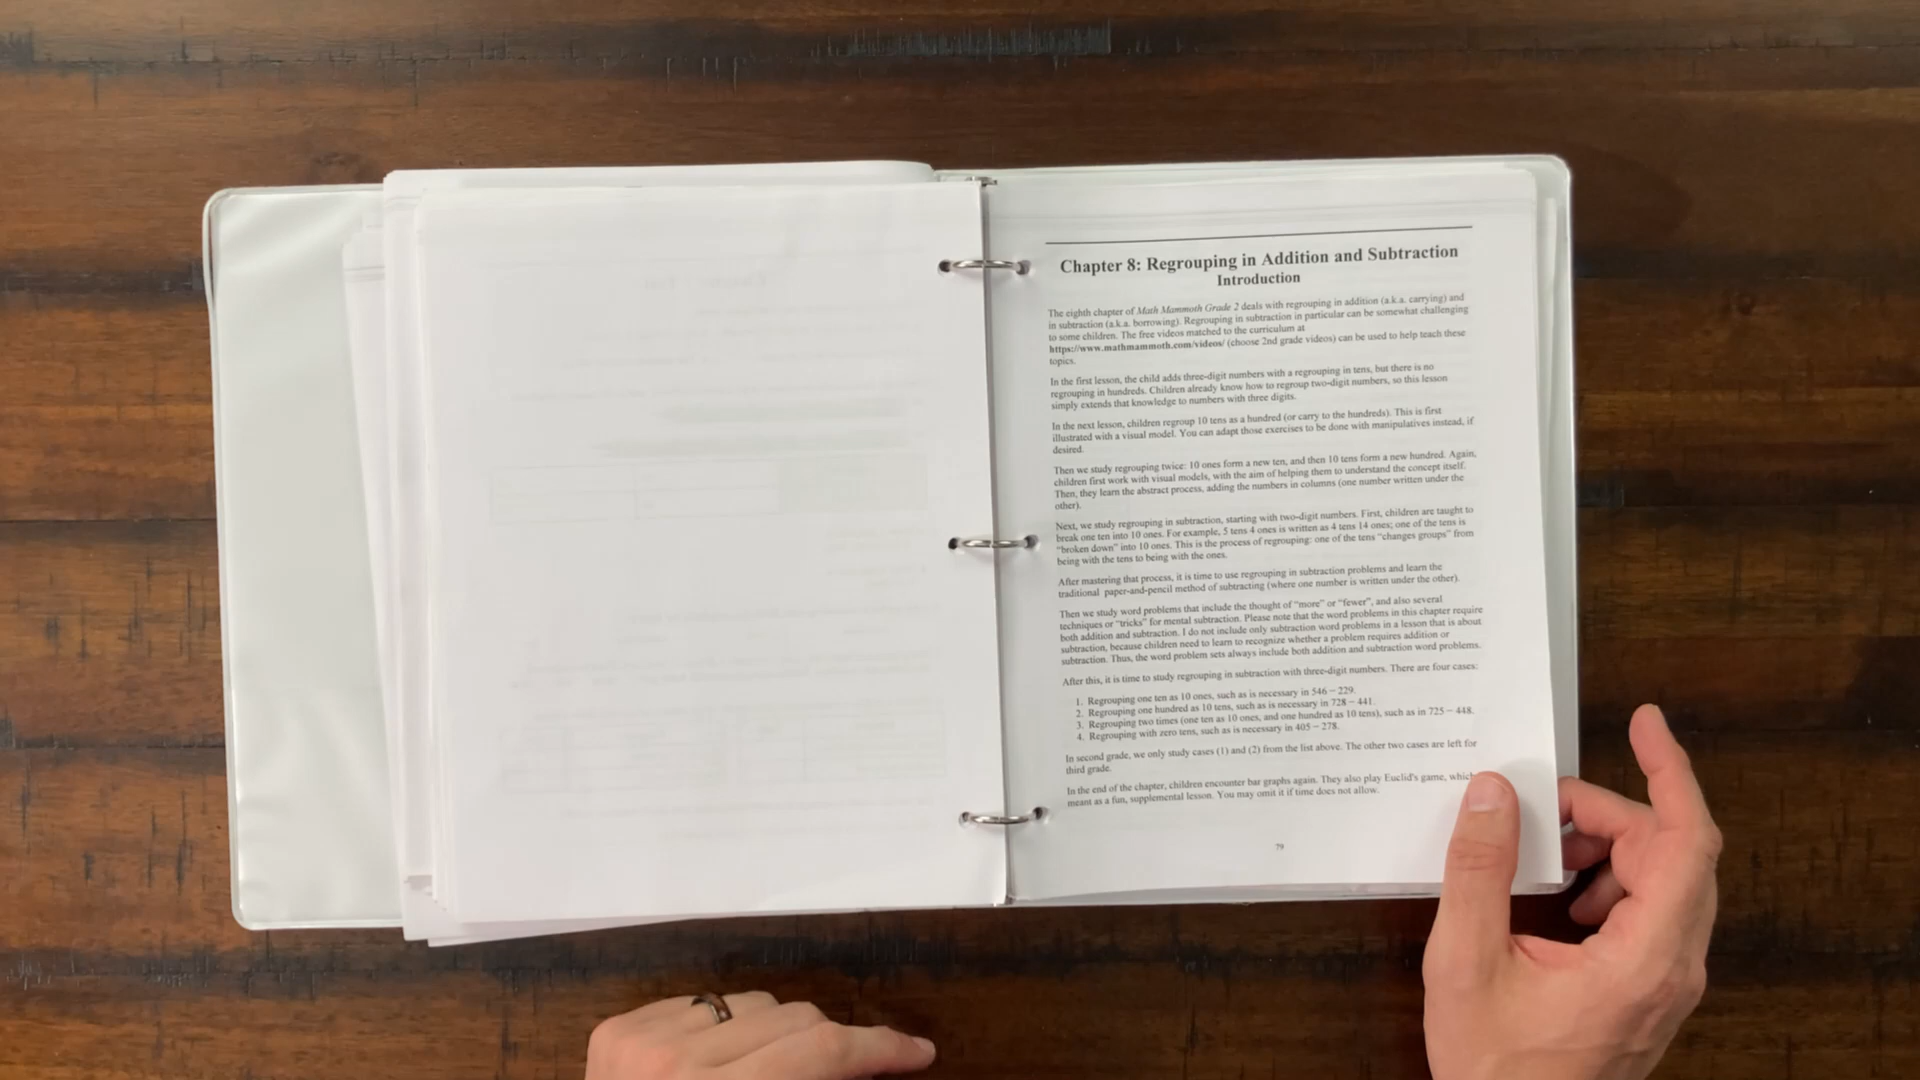 Chapter 8: Regrouping in Addition and Subtraction
Introduction
The eighth chapter of Math Mammoth Grade 2 deals with regrouping in addition (a.k.a. carrying) and
in subtraction (a.k.a. borrowing). Regrouping in subtraction in particular can be somewhat challenging
to some children. The free videos matched to the curriculum at
https://www.mathmammoth.com/videos/ (choose 2nd grade videos) can be used to help teach these
topics.
In the first lesson, the child adds three-digit numbers with a regrouping in tens, but there is no
regrouping in hundreds. Children already know how to regroup two-digit numbers, so this lesson
simply extends that knowledge to numbers with three digits.
In the next lesson, children regroup 10 tens as a hundred (or carry to the hundreds). This is first
illustrated with a visual model. You can adapt those exercises to be done with manipulatives instead, if
desired.
Then we study regrouping twice: 10 ones form a new ten, and then 10 tens form a new hundred. Again,
children first work with visual models, with the aim of helping them to understand the concept itself.
Then, they learn the abstract process, adding the numbers in columns (one number written under the
other).
Next, we study regrouping in subtraction, starting with two-digit numbers. First, children are taught to
break one ten into 10 ones. For example, 5 tens 4 ones is written as 4 tens 14 ones; one of the tens is
“broken down” into 10 ones. This is the process of regrouping: one of the tens “changes groups” from
being with the tens to being with the ones.
After mastering that process, it is time to use regrouping in subtraction problems and learn the
traditional paper-and-pencil method of subtracting (where one number is written under the other).
Then we study word problems that include the thought of “more” or “fewer”, and also several
techniques or “tricks” for mental subtraction. Please note that the word problems in this chapter require
both addition and subtraction. I do not include only subtraction word problems in a lesson that is about
subtraction, because children need to learn to recognize whether a problem requires addition or
subtraction. Thus, the word problem sets always include both addition and subtraction word problems.
After this, it is time to study regrouping in subtraction with three-digit numbers. There are four cases:
1. Regrouping one ten as 10 ones, such as is necessary in 546 – 229.
2. Regrouping one hundred as 10 tens, such as is necessary in 728 – 441.
3. Regrouping two times (one ten as 10 ones, and one hundred as 10 tens), such as in 725 – 448.
4. Regrouping with zero tens, such as is necessary in 405 – 278.
In second grade, we only study cases (1) and (2) from the list above. The other two cases are left for
third grade.
In the end of the chapter, children encounter bar graphs again. They also play Euclid's game, which
meant as a fun, supplemental lesson. You may omit it if time does not allow.
79